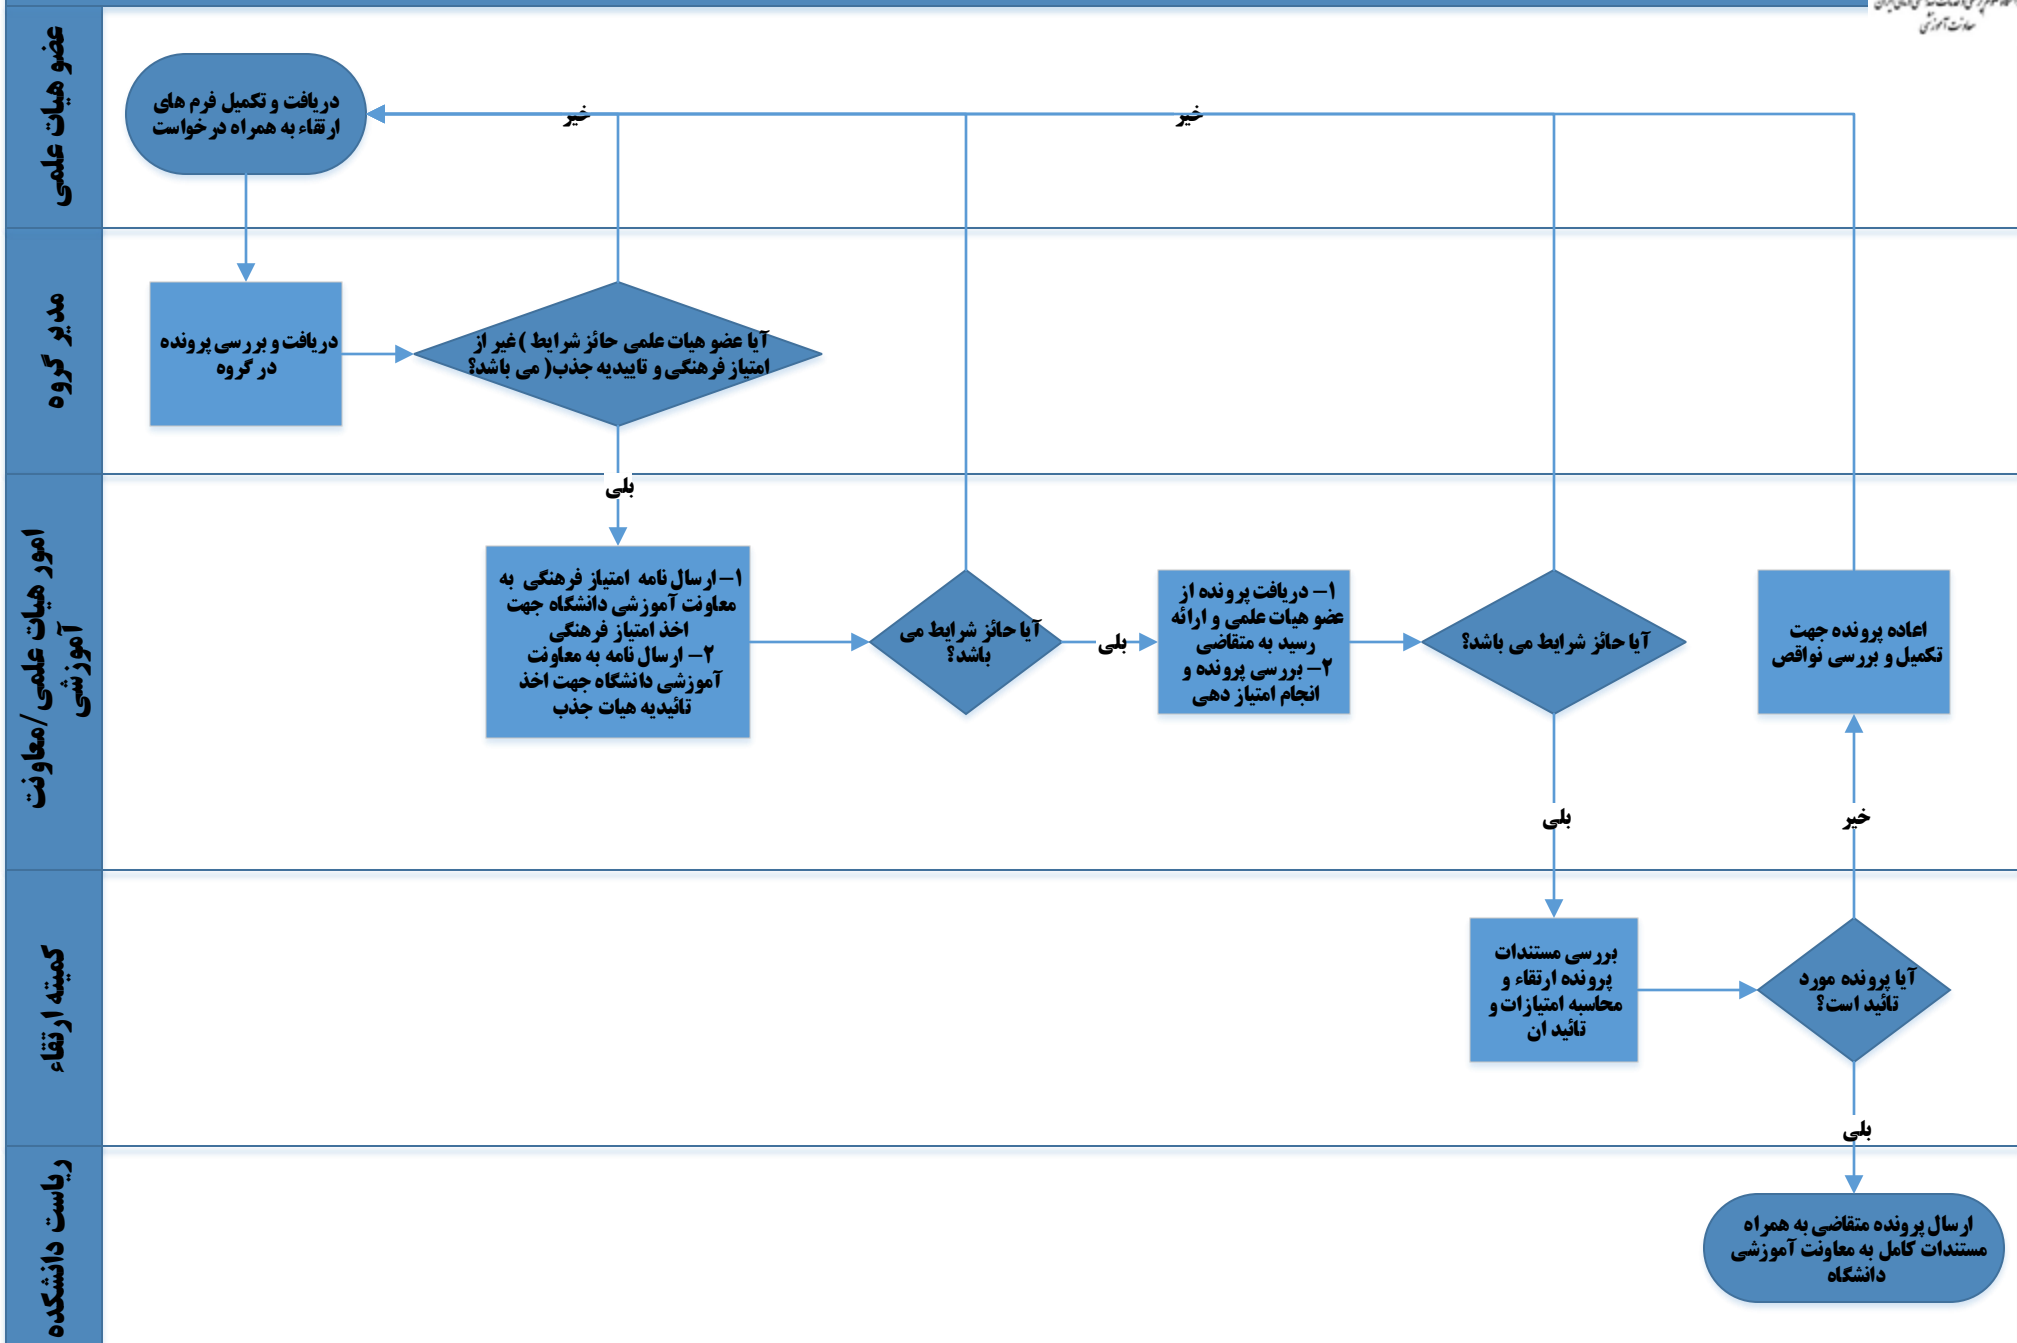 معاونت آموزشی
عضو هیات علمی
دریافت و تکمیل فرم های
ارتقاء به همراه درخواست
خیر
خیر
مدیر گروه
دریافت و بررسی پرونده
در گروه
آیا عضو هیات علمی حائز شرایط )غیر از
امتیاز فرهنگی و تاییدیه جذب( می باشد؟
بلی
امور هیات علمی /معاونت
آموزشی
۱- ارسال نامه امتیاز فرهنگی به
معاونت آموزشی دانشگاه جهت
اخذ امتیاز فرهنگی
۲- ارسال نامه به معاونت
آموزشی دانشگاه جهت اخذ
تائیدیه هیات جذب
آیا حائز شرایط می
باشد؟
بلی
۱- دریافت پرونده از
عضو هیات علمی و ارائه
رسید به متقاضی
۲- بررسی پرونده و
انجام امتیاز دهی
آیا حائز شرایط می باشد؟
اعاده پرونده جهت
تکمیل و بررسی نواقص
بلی
خیر
کمیته ارتقاء
بررسی مستندات
پرونده ارتقاء و
محاسبه امتیازات و
تائید ان
آیا پرونده مورد
تائید است؟
بلی
ریاست دانشکده
ارسال پرونده متقاضی به همراه
مستندات کامل به معاونت آموزشی
دانشگاه